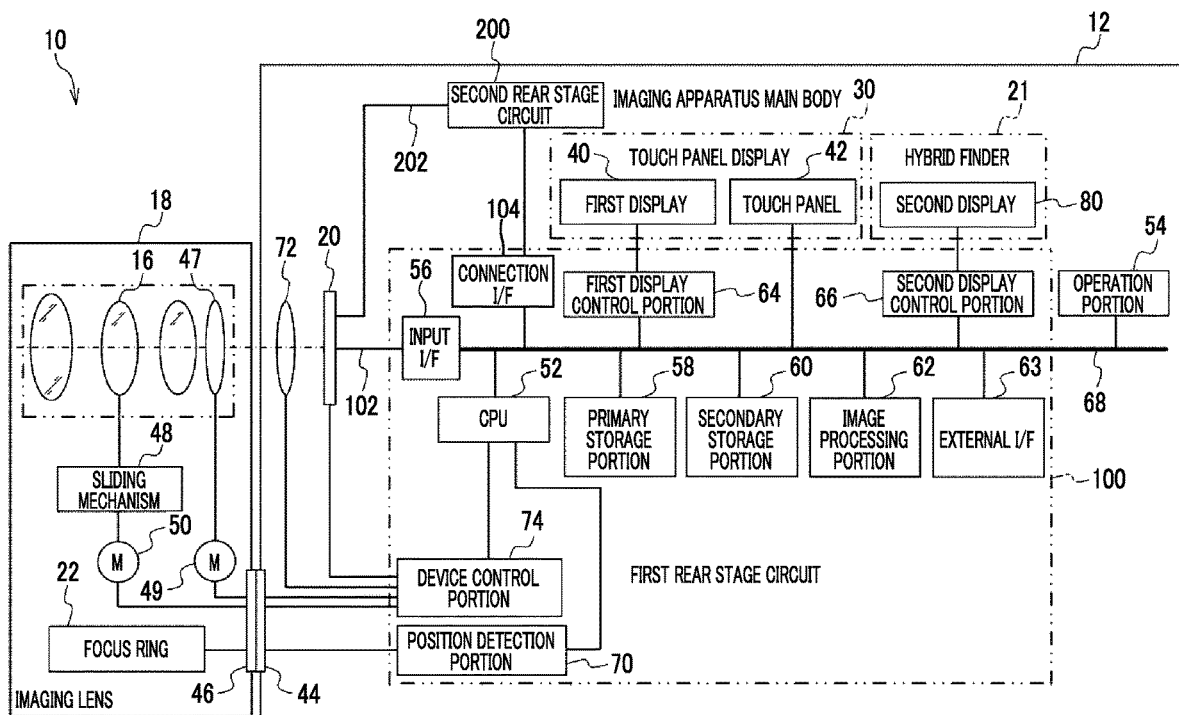 10
200
12
SECOND REAR STAGE
CIRCUIT
IMAGING APPARATUS MAIN BODY
30
21
202
40
TOUCH PANEL DISPLAY
42
HYBRID FINDER
FIRST DISPLAY
TOUCH PANEL
SECOND DISPLAY
80
18
104
54
16
47
72
20
56
CONNECTION
I/F
FIRST DISPLAY
CONTROL PORTION
64
66
SECOND DISPLAY
CONTROL PORTION
OPERATION
PORTION
INPUT
I/F
102
52
58
60
62
63
68
CPU
PRIMARY
STORAGE
PORTION
SECONDARY
STORAGE
PORTION
IMAGE
PROCESSING
PORTION
EXTERNAL I/F
100
48
SLIDING
MECHANISM
50
M
M
49
74
DEVICE CONTROL
PORTION
FIRST REAR STAGE CIRCUIT
22
FOCUS RING
POSITION DETECTION
PORTION
70
IMAGING LENS
46
44